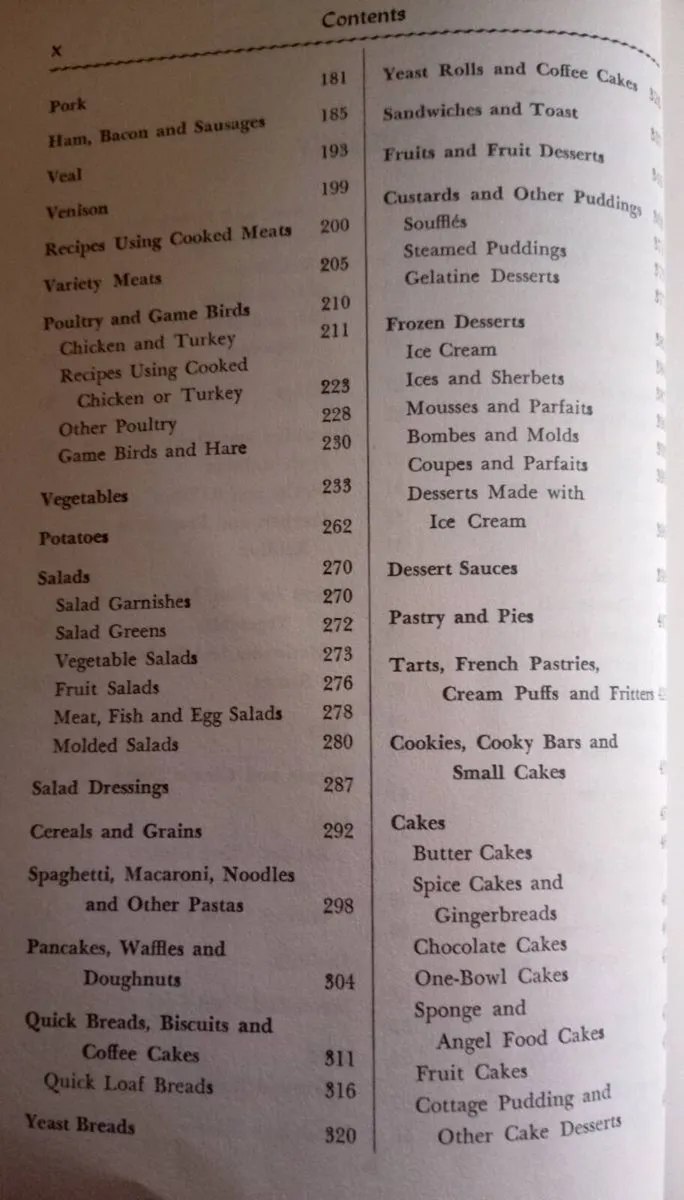 x
Contents
Pork 181
Ham, Bacon and Sausages 185
Veal 193
Venison 199
Recipes Using Cooked Meats 200
Variety Meats 205
Poultry and Game Birds 210
Chicken and Turkey 211
Recipes Using Cooked
Chicken or Turkey 223
Other Poultry 228
Game Birds and Hare 230
Vegetables 233
Potatoes 262
Salads 270
Salad Garnishes 270
Salad Greens 272
Vegetable Salads 273
Fruit Salads 276
Meat, Fish and Egg Salads 278
Molded Salads 280
Salad Dressings 287
Cereals and Grains 292
Spaghetti, Macaroni, Noodles
and Other Pastas 298
Pancakes, Waffles and
Doughnuts 304
Quick Breads, Biscuits and
Coffee Cakes 311
Quick Loaf Breads 316
Yeast Breads 320
Yeast Rolls and Coffee Cakes
Sandwiches and Toast
Fruits and Fruit Desserts
Custards and Other Puddings
Soufflés
Steamed Puddings
Gelatine Desserts
Frozen Desserts
Ice Cream
Ices and Sherbets
Mousses and Parfaits
Bombes and Molds
Coupes and Parfaits
Desserts Made with
Ice Cream
Dessert Sauces
Pastry and Pies
Tarts, French Pastries,
Cream Puffs and Fritters
Cookies, Cooky Bars and
Small Cakes
Cakes
Butter Cakes
Spice Cakes and
Gingerbreads
Chocolate Cakes
One-Bowl Cakes
Sponge and
Angel Food Cakes
Fruit Cakes
Cottage Pudding and
Other Cake Desserts